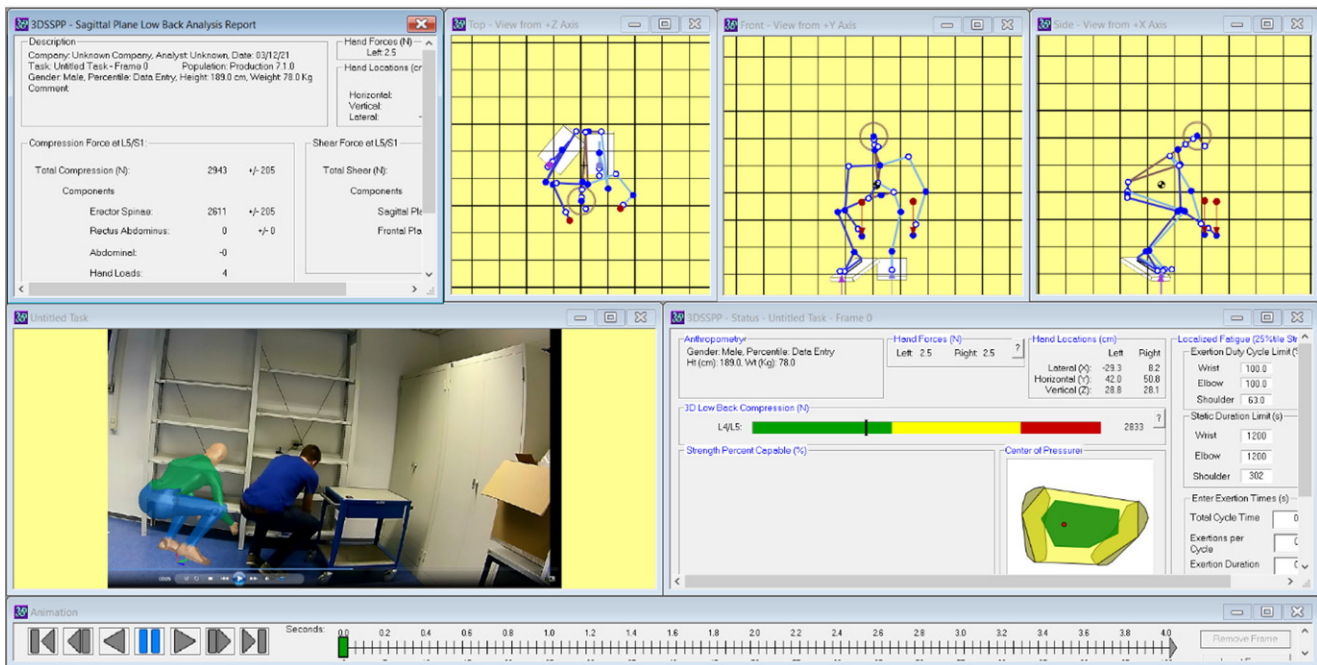 3DSSPP - Sagittal Plane Low Back Analysis Report
Description
Company: Unknown Company, Analyst: Unknown, Date: 03/12/21
Task: Untitled Task - Frame 0 Population: Production 7.1.0
Gender: Male, Percentile: Data Entry, Height: 189.0 cm, Weight: 78.0 Kg
Comment:
Hand Forces (N)
Left: 2.5
Hand Locations (cm
Horizontal:
Vertical:
Lateral: -
Compression Force at L5/S1:
Total Compression (N): 2943 +/- 205
Components
Erector Spinae: 2611 +/- 205
Rectus Abdominus: 0 +/- 0
Abdominal: -0
Hand Loads: 4
Shear Force at L5/S1
Total Shear (N):
Components
Sagittal Pla
Frontal Pla
Top - View from +Z Axis
Front - View from +Y Axis
Side - View from +X Axis
Untitled Task
3DSSPP - Status - Untitled Task - Frame 0
Anthropometry
Gender: Male, Percentile: Data Entry
Ht (cm): 189.0, Wt (Kg): 78.0
Hand Forces (N)
Left: 2.5 Right: 2.5 ?
Hand Locations (cm)
Left Right
Lateral (X): -29.3 8.2
Horizontal (Y): 42.0 50.8
Vertical (Z): 28.8 28.1
3D Low Back Compression (N)
L4/L5: 2833 ?
Strength Percent Capable (%)
Center of Pressure
Localized Fatigue (25%tile Str
Exertion Duty Cycle Limit (%
Wrist 100.0
Elbow 100.0
Shoulder 63.0
Static Duration Limit (s)
Wrist 1200
Elbow 1200
Shoulder 302
Enter Exertion Times (s)
Total Cycle Time 0
Exertions per
Cycle
Exertion Duration
Animation
Seconds: 0.0 0.2 0.4 0.6 0.8 1.0 1.2 1.4 1.6 1.8 2.0 2.2 2.4 2.6 2.8 3.0 3.2 3.4 3.6 3.8 4.0
Remove Frame